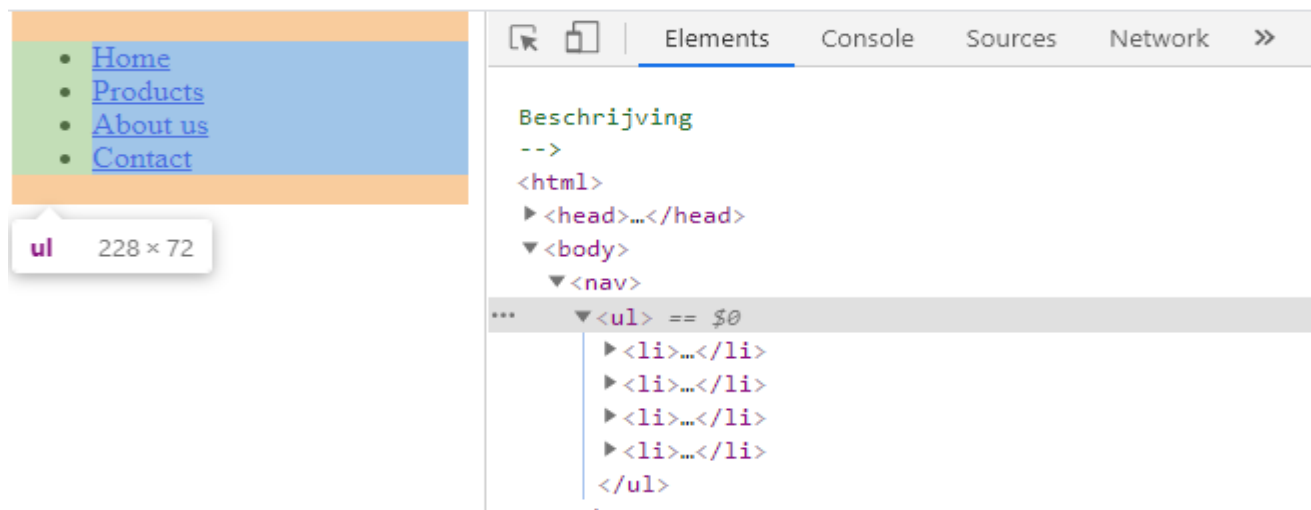 Home
Products
About us
Contact
ul 228 × 72
Elements Console Sources Network »
Beschrijving
-->
<html>
▶<head>…</head>
▼<body>
▼<nav>
… ▼<ul> == $0
▶<li>…</li>
▶<li>…</li>
▶<li>…</li>
▶<li>…</li>
</ul>